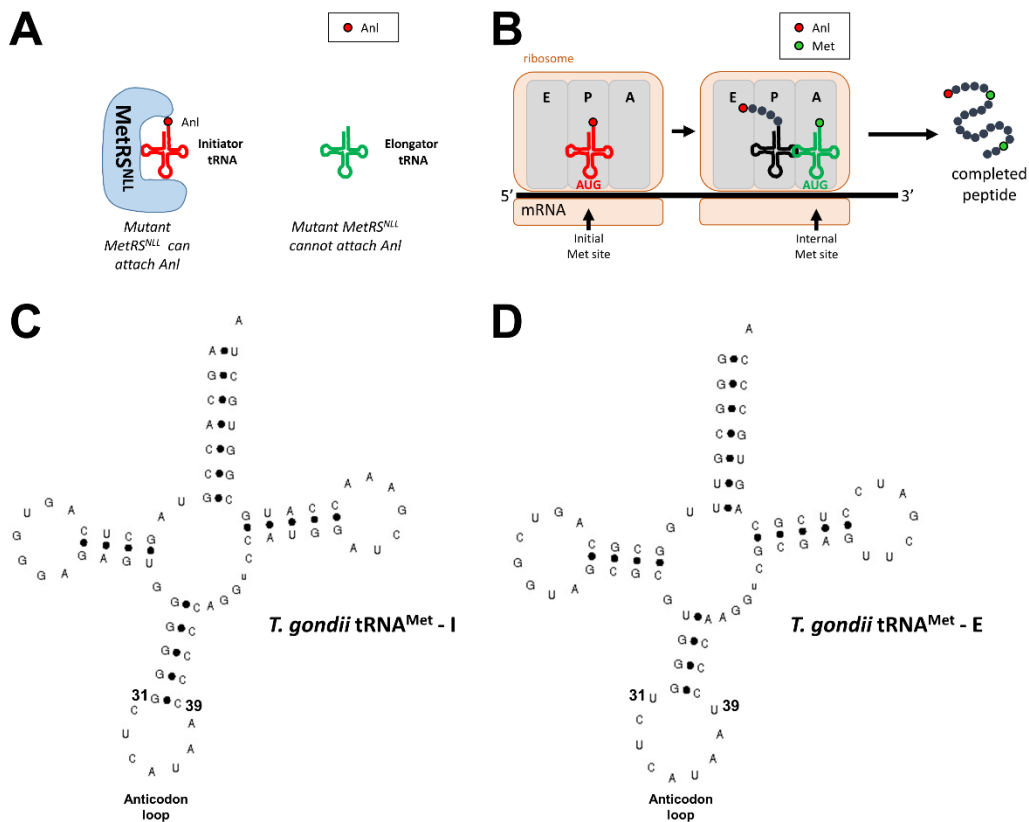 A
Anl
MetRS^NLL
Anl
Initiator
tRNA
Elongator
tRNA
Mutant
MetRS^NLL can
attach Anl
Mutant MetRS^NLL
cannot attach Anl
B
Anl
Met
ribosome
E P A
E P A
AUG
AUG
5’
3’
mRNA
Initial
Met site
Internal
Met site
completed
peptide
C
A
A U
G C
C G
A U
C G
C G
G C
U
A
G U G A C U C G
G G G A G A G U
G
G G U A C C A A A G C
C C A U G G A U C
u
G G A C
G C
G C
G C
G C
31 G C 39
C A
U A
C A U
Anticodon
loop
T. gondii tRNA^Met - I
D
A
G C
G C
C G
C G
G U
U G
U A
U
G
G G C U G A C G C G
G G U A G C G C
C G C U C C U A G C
G C G A G U U
u
C
G G A
U A
G C
G C
G C
31 U U 39
C A
U A
C A U
Anticodon
loop
T. gondii tRNA^Met - E